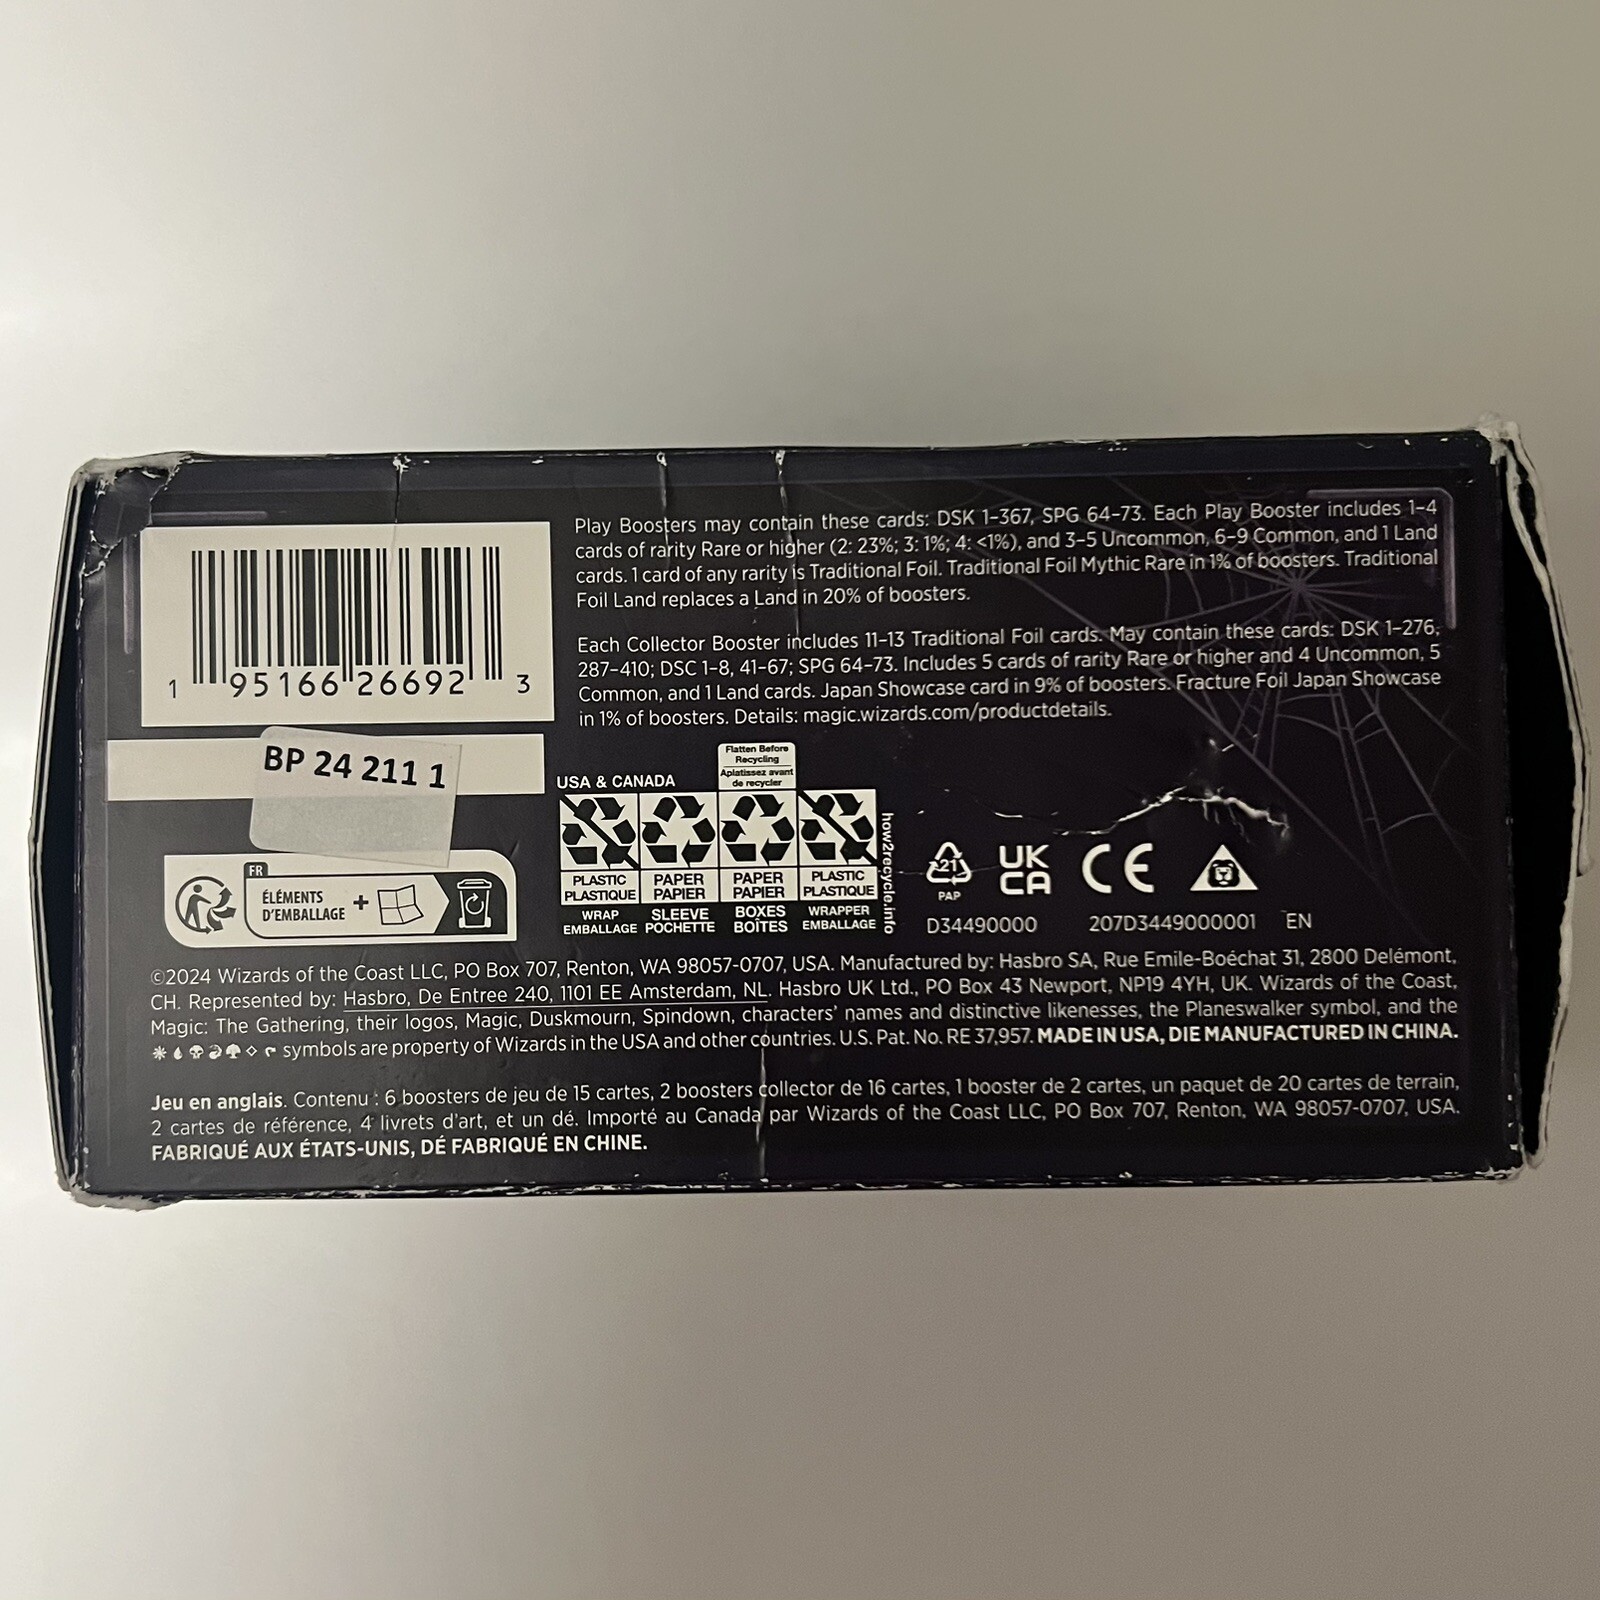 Play Boosters may contain these cards: DSK 1–367, SPG 64–73. Each Play Booster includes 1–4
cards of rarity Rare or higher (2: 23%; 3: 1%; 4: <1%), and 3–5 Uncommon, 6–9 Common, and 1 Land
cards. 1 card of any rarity is Traditional Foil. Traditional Foil Mythic Rare in 1% of boosters. Traditional
Foil Land replaces a Land in 20% of boosters.
Each Collector Booster includes 11–13 Traditional Foil cards. May contain these cards: DSK 1–276,
287–410; DSC 1–8, 41–67; SPG 64–73. Includes 5 cards of rarity Rare or higher and 4 Uncommon, 5
Common, and 1 Land cards. Japan Showcase card in 9% of boosters. Fracture Foil Japan Showcase
in 1% of boosters. Details: magic.wizards.com/productdetails.
1 95166 26692 3
BP 24 211 1
FR
ÉLÉMENTS
D'EMBALLAGE +
USA & CANADA
Flatten Before
Recycling
Aplatissez avant
de recycler
PLASTIC PAPER PAPER PLASTIC
PLASTIQUE PAPIER PAPIER PLASTIQUE
WRAP SLEEVE BOXES WRAPPER
EMBALLAGE POCHETTE BOÎTES EMBALLAGE
how2recycle.info
21
PAP
UK
CA
CE
D34490000 207D3449000001 EN
©2024 Wizards of the Coast LLC, PO Box 707, Renton, WA 98057-0707, USA. Manufactured by: Hasbro SA, Rue Emile-Boéchat 31, 2800 Delémont,
CH. Represented by: Hasbro, De Entree 240, 1101 EE Amsterdam, NL. Hasbro UK Ltd., PO Box 43 Newport, NP19 4YH, UK. Wizards of the Coast,
Magic: The Gathering, their logos, Magic, Duskmourn, Spindown, characters' names and distinctive likenesses, the Planeswalker symbol, and the
symbols are property of Wizards in the USA and other countries. U.S. Pat. No. RE 37,957. MADE IN USA, DIE MANUFACTURED IN CHINA.
Jeu en anglais. Contenu : 6 boosters de jeu de 15 cartes, 2 boosters collector de 16 cartes, 1 booster de 2 cartes, un paquet de 20 cartes de terrain,
2 cartes de référence, 4 livrets d'art, et un dé. Importé au Canada par Wizards of the Coast LLC, PO Box 707, Renton, WA 98057-0707, USA.
FABRIQUÉ AUX ÉTATS-UNIS, DÉ FABRIQUÉ EN CHINE.